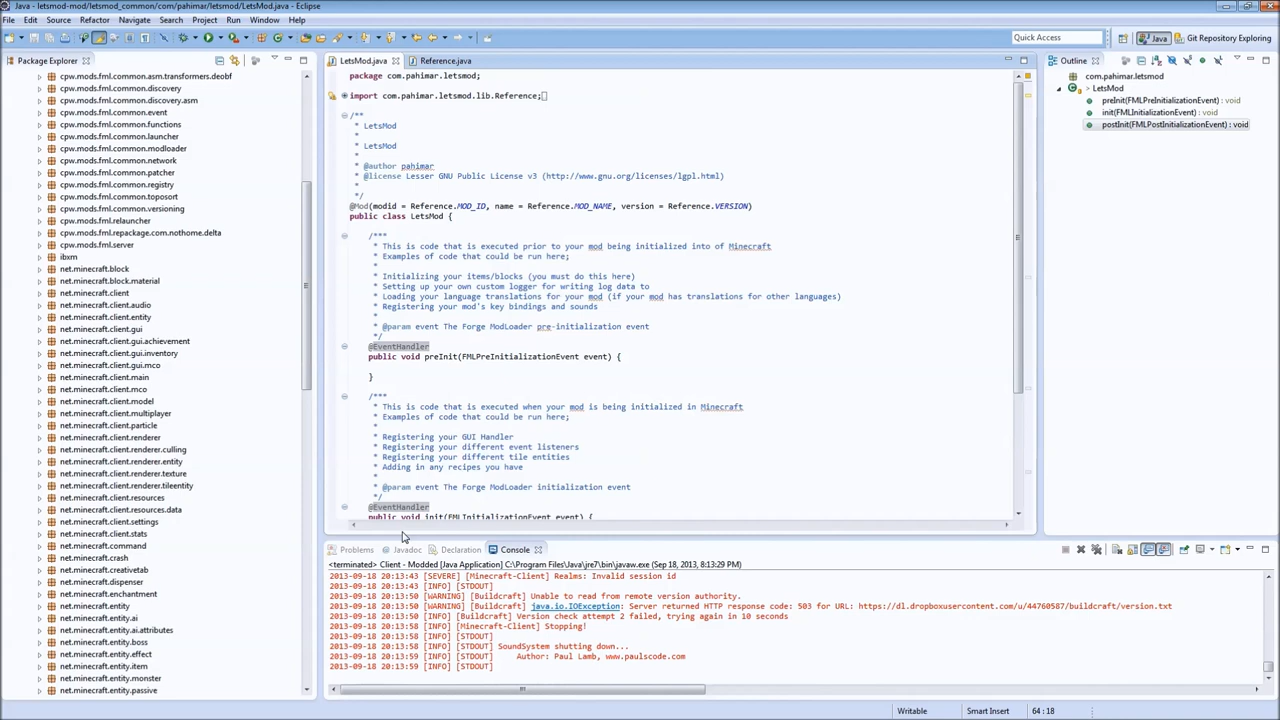 Java - letsmod-mod/letsmod_common/com/pahimar/letsmod/LetsMod.java - Eclipse
File Edit Source Refactor Navigate Search Project Run Window Help
Quick Access
Java
Git Repository Exploring
Package Explorer
cpw.mods.fml.common.asm.transformers.deobf
cpw.mods.fml.common.discovery
cpw.mods.fml.common.discovery.asm
cpw.mods.fml.common.event
cpw.mods.fml.common.functions
cpw.mods.fml.common.launcher
cpw.mods.fml.common.modloader
cpw.mods.fml.common.network
cpw.mods.fml.common.patcher
cpw.mods.fml.common.registry
cpw.mods.fml.common.toposort
cpw.mods.fml.common.versioning
cpw.mods.fml.relauncher
cpw.mods.fml.repackage.com.nothome.delta
cpw.mods.fml.server
ibxm
net.minecraft.block
net.minecraft.block.material
net.minecraft.client
net.minecraft.client.audio
net.minecraft.client.entity
net.minecraft.client.gui
net.minecraft.client.gui.achievement
net.minecraft.client.gui.inventory
net.minecraft.client.gui.mco
net.minecraft.client.main
net.minecraft.client.mco
net.minecraft.client.model
net.minecraft.client.multiplayer
net.minecraft.client.particle
net.minecraft.client.renderer
net.minecraft.client.renderer.culling
net.minecraft.client.renderer.entity
net.minecraft.client.renderer.texture
net.minecraft.client.renderer.tileentity
net.minecraft.client.resources
net.minecraft.client.resources.data
net.minecraft.client.settings
net.minecraft.client.stats
net.minecraft.command
net.minecraft.crash
net.minecraft.creativetab
net.minecraft.dispenser
net.minecraft.enchantment
net.minecraft.entity
net.minecraft.entity.ai
net.minecraft.entity.ai.attributes
net.minecraft.entity.boss
net.minecraft.entity.effect
net.minecraft.entity.item
net.minecraft.entity.monster
net.minecraft.entity.passive
LetsMod.java
Reference.java
package com.pahimar.letsmod;
import com.pahimar.letsmod.lib.Reference;
/**
* LetsMod
*
* LetsMod
*
* @author pahimar
* @license Lesser GNU Public License v3 (http://www.gnu.org/licenses/lgpl.html)
*
*/
@Mod(modid = Reference.MOD_ID, name = Reference.MOD_NAME, version = Reference.VERSION)
public class LetsMod {
/***
* This is code that is executed prior to your mod being initialized into of Minecraft
* Examples of code that could be run here;
*
* Initializing your items/blocks (you must do this here)
* Setting up your own custom logger for writing log data to
* Loading your language translations for your mod (if your mod has translations for other languages)
* Registering your mod's key bindings and sounds
*
* @param event The Forge ModLoader pre-initialization event
*/
@EventHandler
public void preInit(FMLPreInitializationEvent event) {
}
/***
* This is code that is executed when your mod is being initialized in Minecraft
* Examples of code that could be run here;
*
* Registering your GUI Handler
* Registering your different event listeners
* Registering your different tile entities
* Adding in any recipes you have
*
* @param event The Forge ModLoader initialization event
*/
@EventHandler
public void init(FMLInitializationEvent event) {
Outline
com.pahimar.letsmod
LetsMod
preInit(FMLPreInitializationEvent) : void
init(FMLInitializationEvent) : void
postInit(FMLPostInitializationEvent) : void
Problems
Javadoc
Declaration
Console
<terminated> Client - Modded [Java Application] C:\Program Files\Java\jre7\bin\javaw.exe (Sep 18, 2013, 8:13:29 PM)
2013-09-18 20:13:43 [SEVERE] [Minecraft-Client] Realms: Invalid session id
2013-09-18 20:13:43 [INFO] [STDOUT]
2013-09-18 20:13:50 [WARNING] [Buildcraft] Unable to read from remote version authority.
2013-09-18 20:13:50 [WARNING] [Buildcraft] java.io.IOException: Server returned HTTP response code: 503 for URL: https://dl.dropboxusercontent.com/u/44760587/buildcraft/version.txt
2013-09-18 20:13:50 [INFO] [Buildcraft] Version check attempt 2 failed, trying again in 10 seconds
2013-09-18 20:13:58 [INFO] [Minecraft-Client] Stopping!
2013-09-18 20:13:58 [INFO] [STDOUT]
2013-09-18 20:13:58 [INFO] [STDOUT] SoundSystem shutting down...
2013-09-18 20:13:59 [INFO] [STDOUT] Author: Paul Lamb, www.paulscode.com
2013-09-18 20:13:59 [INFO] [STDOUT]
Writable
Smart Insert
64 : 18